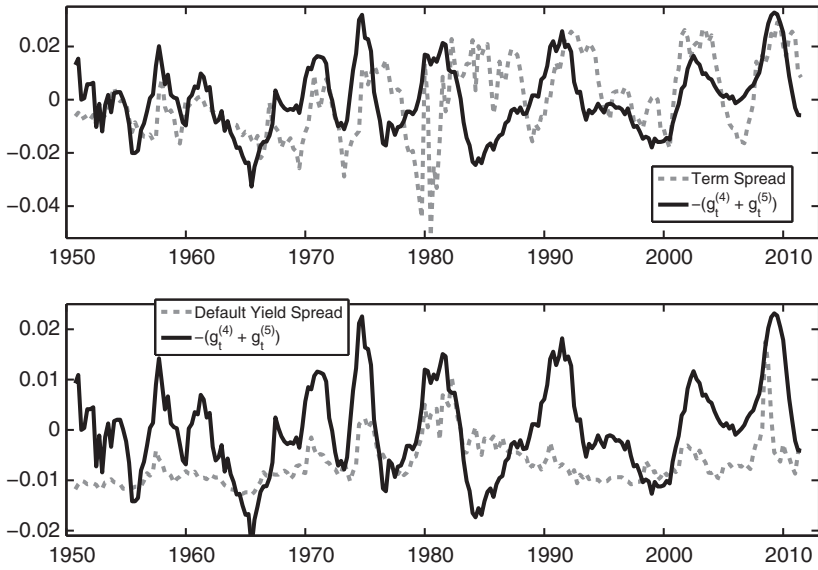 0.02
0
−0.02
−0.04
Term Spread
−(g_t^(4) + g_t^(5))
1950 1960 1970 1980 1990 2000 2010
Default Yield Spread
−(g_t^(4) + g_t^(5))
0.02
0.01
0
−0.01
−0.02
1950 1960 1970 1980 1990 2000 2010